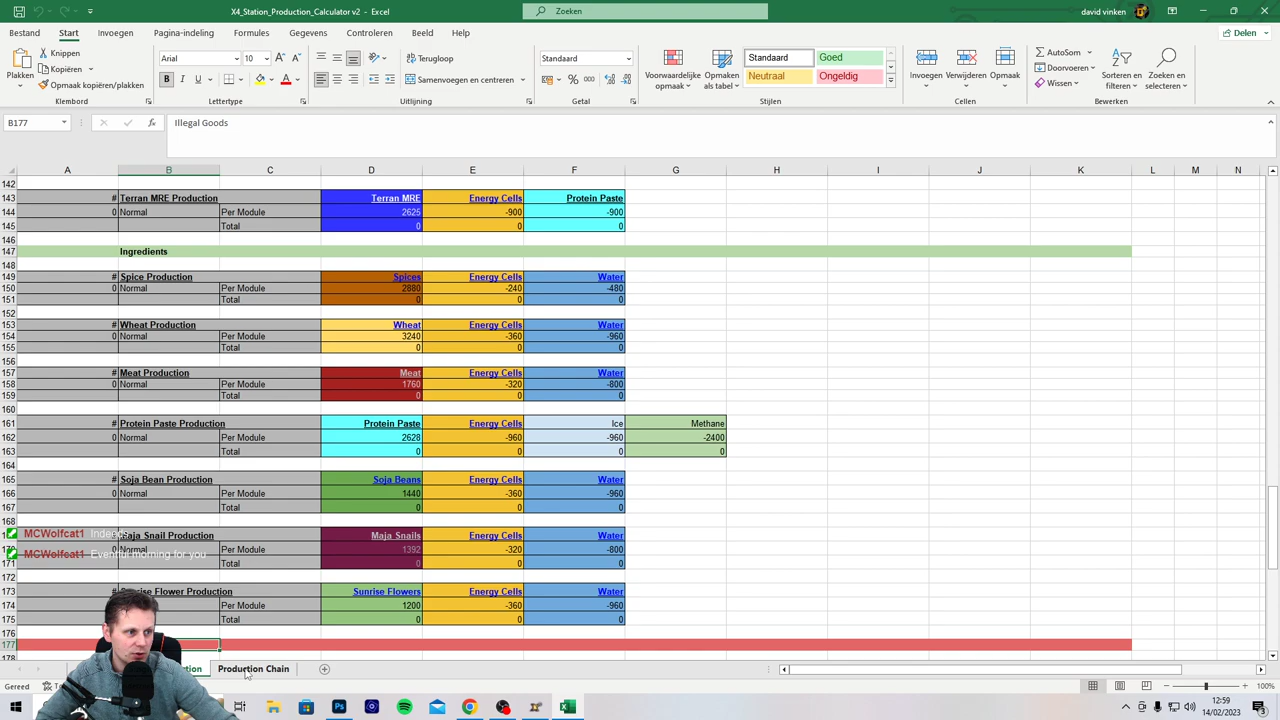 X4_Station_Production_Calculator v2 - Excel
Zoeken
david vinken
Bestand Start Invoegen Pagina-indeling Formules Gegevens Controleren Beeld Help Delen
Plakken
Knippen
Kopiëren
Opmaak kopiëren/plakken
Klembord
Arial 10
B I U
Lettertype
Terugloop
Samenvoegen en centreren
Uitlijning
Standaard
Getal
Voorwaardelijke opmaak
Opmaken als tabel
Standaard Goed
Neutraal Ongeldig
Stijlen
Invoegen Verwijderen Opmaak
Cellen
AutoSom
Doorvoeren
Wissen
Sorteren en filteren
Zoeken en selecteren
Bewerken
B177 fx Illegal Goods
A B C D E F G H I J K L M N
142
143 # Terran MRE Production Terran MRE Energy Cells Protein Paste
144 0 Normal Per Module 2625 -900 -900
145 Total 0 0 0
146
147 Ingredients
148
149 # Spice Production Spices Energy Cells Water
150 0 Normal Per Module 2880 -240 -480
151 Total 0 0 0
152
153 # Wheat Production Wheat Energy Cells Water
154 0 Normal Per Module 3240 -360 -960
155 Total 0 0 0
156
157 # Meat Production Meat Energy Cells Water
158 0 Normal Per Module 1760 -320 -800
159 Total 0 0 0
160
161 # Protein Paste Production Protein Paste Energy Cells Ice Methane
162 0 Normal Per Module 2628 -960 -960 -2400
163 Total 0 0 0 0
164
165 # Soja Bean Production Soja Beans Energy Cells Water
166 0 Normal Per Module 1440 -360 -960
167 Total 0 0 0
168
Production Maja Snails Energy Cells Water
Normal Per Module 1392 -320 -800
171 Total 0 0 0
MCWolfcat1 Indeed
MCWolfcat1 Eventful morning for you
172
173 # Flower Production Sunrise Flowers Energy Cells Water
174 0 Per Module 1200 -360 -960
175 Total 0 0 0
176
177
178
Production Chain
Gereed
100%
12:59
14/02/2023